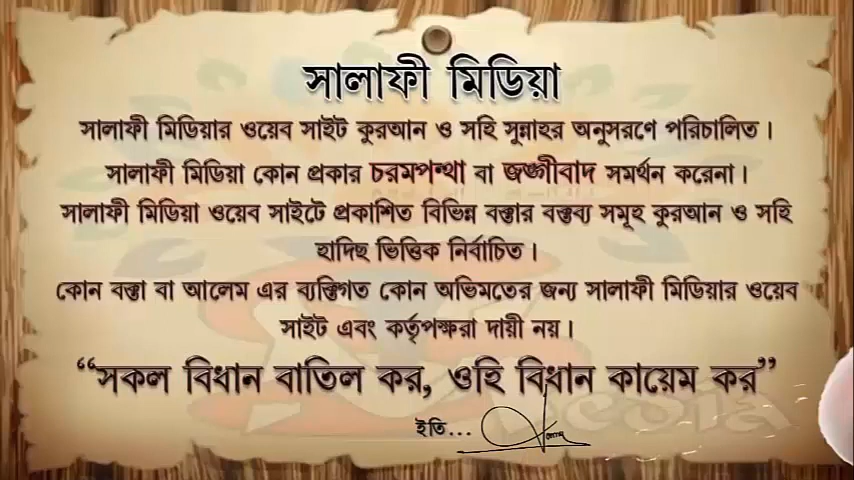 সালাফী মিডিয়া
সালাফী মিডিয়ার ওয়েব সাইট কুরআন ও সহি সুন্নাহর অনুসরণে পরিচালিত।
সালাফী মিডিয়া কোন প্রকার চরমপন্থা বা জঙ্গীবাদ সমর্থন করেনা।
সালাফী মিডিয়া ওয়েব সাইটে প্রকাশিত বিভিন্ন বক্তার বক্তব্য সমূহ কুরআন ও সহি
হাদিছ ভিত্তিক নির্বাচিত।
কোন বক্তা বা আলেম এর ব্যক্তিগত কোন অভিমতের জন্য সালাফী মিডিয়ার ওয়েব
সাইট এবং কর্তৃপক্ষরা দায়ী নয়।
“সকল বিধান বাতিল কর, ওহি বিধান কায়েম কর”
ইতি...